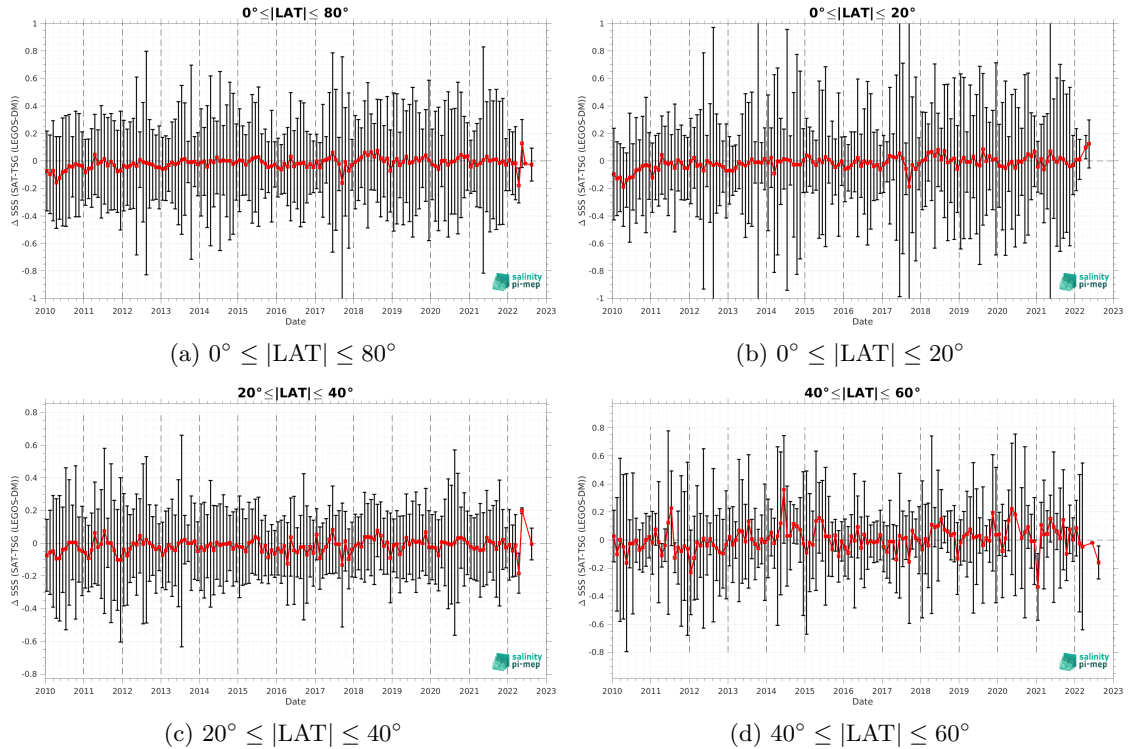 0°≤|LAT|≤ 80°
Δ SSS (SAT-TSG (LEGOS-DM))
1
0.8
0.6
0.4
0.2
0
-0.2
-0.4
-0.6
-0.8
-1
2010 2011 2012 2013 2014 2015 2016 2017 2018 2019 2020 2021 2022 2023
Date
salinity
pi-mep
(a) 0° ≤ |LAT| ≤ 80°
0°≤|LAT|≤ 20°
Δ SSS (SAT-TSG (LEGOS-DM))
1
0.8
0.6
0.4
0.2
0
-0.2
-0.4
-0.6
-0.8
-1
2010 2011 2012 2013 2014 2015 2016 2017 2018 2019 2020 2021 2022 2023
Date
salinity
pi-mep
(b) 0° ≤ |LAT| ≤ 20°
20°≤|LAT|≤ 40°
Δ SSS (SAT-TSG (LEGOS-DM))
0.8
0.6
0.4
0.2
0
-0.2
-0.4
-0.6
-0.8
2010 2011 2012 2013 2014 2015 2016 2017 2018 2019 2020 2021 2022 2023
Date
salinity
pi-mep
(c) 20° ≤ |LAT| ≤ 40°
40°≤|LAT|≤ 60°
Δ SSS (SAT-TSG (LEGOS-DM))
0.8
0.6
0.4
0.2
0
-0.2
-0.4
-0.6
-0.8
2010 2011 2012 2013 2014 2015 2016 2017 2018 2019 2020 2021 2022 2023
Date
salinity
pi-mep
(d) 40° ≤ |LAT| ≤ 60°